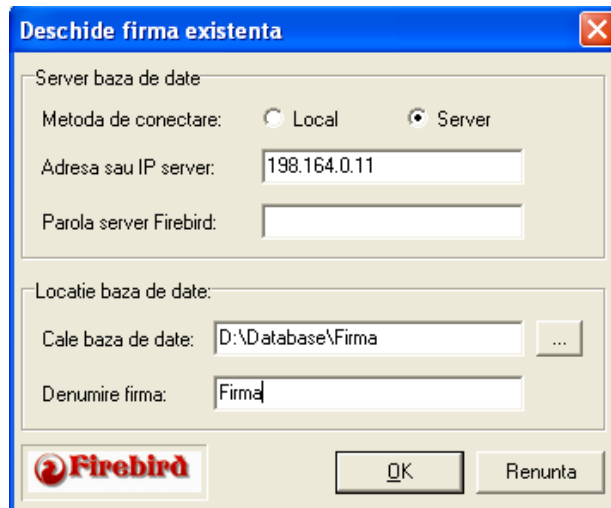 Deschide firma existenta
Server baza de date
Metoda de conectare: Local Server
Adresa sau IP server: 198.164.0.11
Parola server Firebird:
Locatie baza de date:
Cale baza de date: D:\Database\Firma ...
Denumire firma: Firma
Firebird OK Renunta